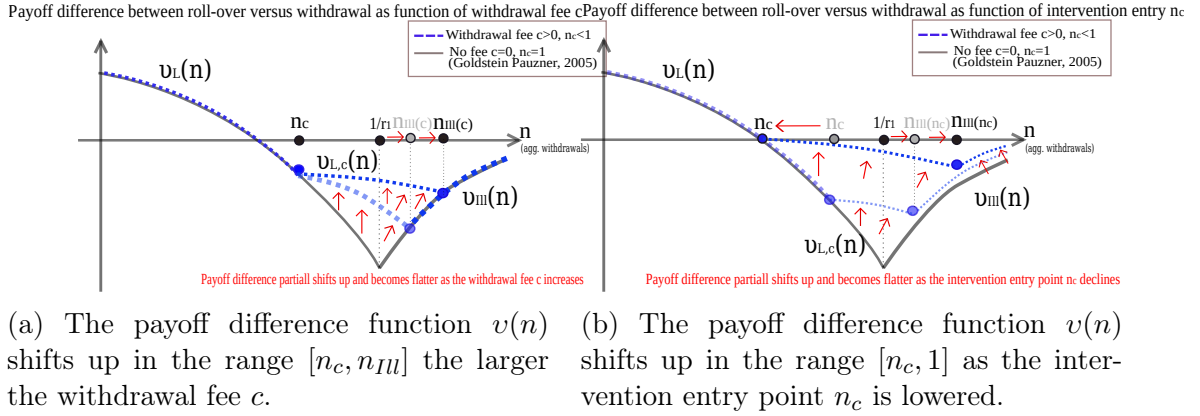 Payoff difference between roll-over versus withdrawal as function of withdrawal fee c
Withdrawal fee c>0, nc<1
No fee c=0, nc=1
(Goldstein Pauzner, 2005)
υL(n)
nc
1/r1
nIll(c)
nIll(c)
n
(agg. withdrawals)
υL,c(n)
υIll(n)
Payoff difference partiall shifts up and becomes flatter as the withdrawal fee c increases
(a) The payoff difference function υ(n)
shifts up in the range [nc, nIll] the larger
the withdrawal fee c.
Payoff difference between roll-over versus withdrawal as function of intervention entry nc
Withdrawal fee c>0, nc<1
No fee c=0, nc=1
(Goldstein Pauzner, 2005)
υL(n)
nc
nc
1/r1
nIll(nc)
nIll(nc)
n
(agg. withdrawals)
υIll(n)
υL,c(n)
Payoff difference partiall shifts up and becomes flatter as the intervention entry point nc declines
(b) The payoff difference function υ(n)
shifts up in the range [nc, 1] as the inter-
vention entry point nc is lowered.